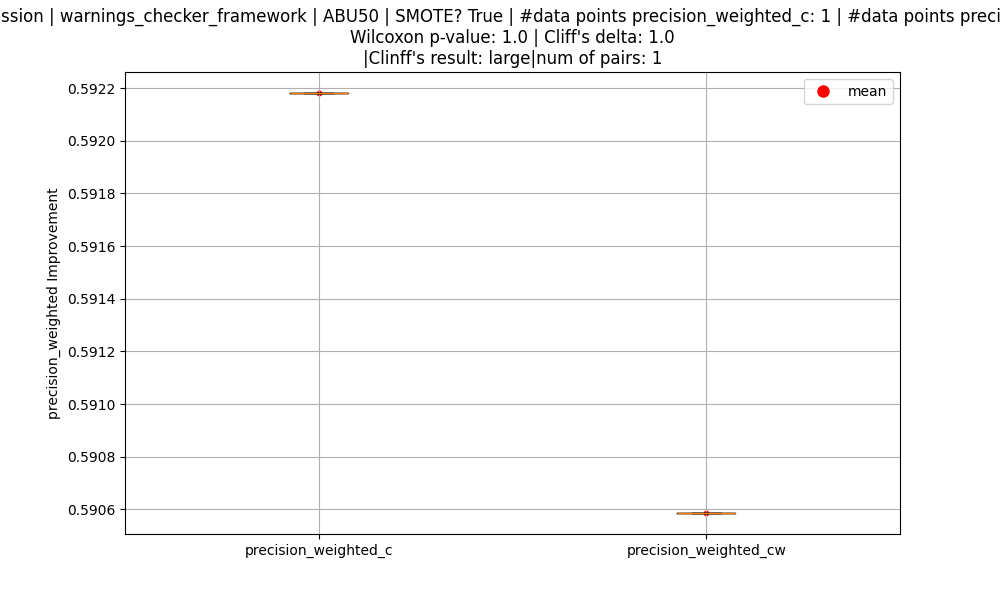 ssion | warnings_checker_framework | ABU50 | SMOTE? True | #data points precision_weighted_c: 1 | #data points preci
Wilcoxon p-value: 1.0 | Cliff's delta: 1.0
|Clinff's result: large|num of pairs: 1
mean
0.5922
0.5920
0.5918
0.5916
0.5914
0.5912
0.5910
0.5908
0.5906
precision_weighted Improvement
precision_weighted_c
precision_weighted_cw